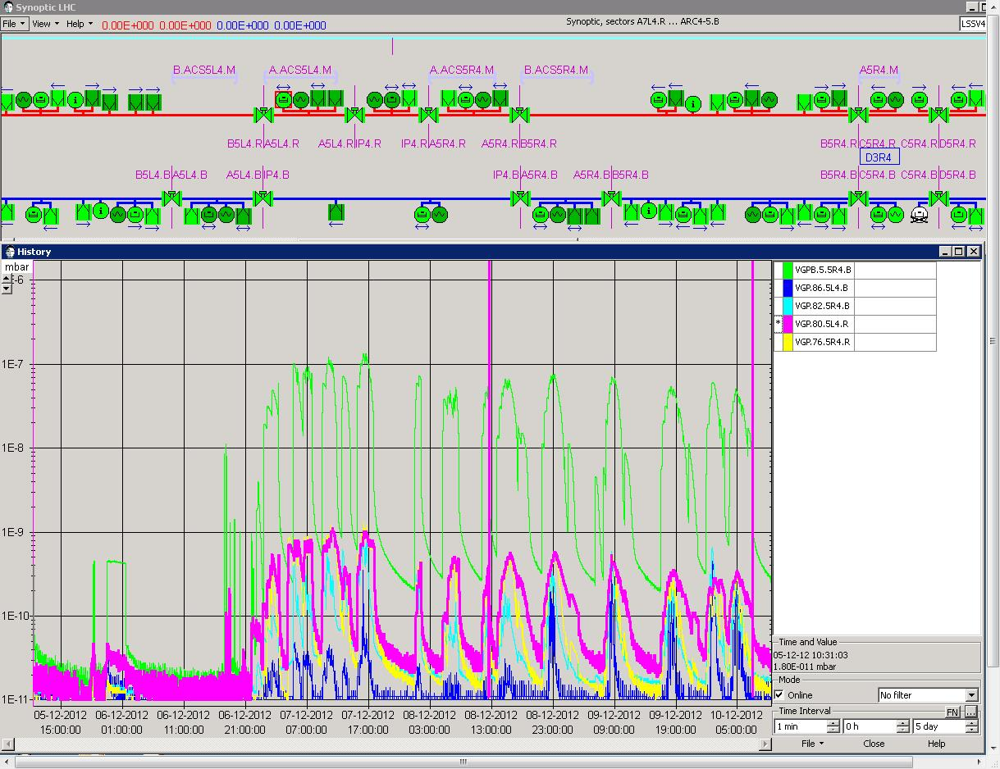 Synoptic LHC
File View Help 0.00E+000 0.00E+000 0.00E+000 0.00E+000 Synoptic, sectors A7L4.R ... ARC4-5.B LSSV4
B.ACS5L4.M A.ACS5L4.M A.ACS5R4.M B.ACS5R4.M A5R4.M
B5L4.R A5L4.R A5L4.R IP4.R IP4.R A5R4.R A5R4.R B5R4.R B5R4.R C5R4.R C5R4.R D5R4.R
D3R4
B5L4.B A5L4.B A5L4.B IP4.B IP4.B A5R4.B A5R4.B B5R4.B B5R4.B C5R4.B C5R4.B D5R4.B
History
mbar
E-6
1E-7
1E-8
1E-9
1E-10
1E-11
05-12-2012 06-12-2012 06-12-2012 06-12-2012 07-12-2012 07-12-2012 08-12-2012 08-12-2012 08-12-2012 09-12-2012 09-12-2012 10-12-2012
15:00:00 01:00:00 11:00:00 21:00:00 07:00:00 17:00:00 03:00:00 13:00:00 23:00:00 09:00:00 19:00:00 05:00:00
VGPB.5.5R4.B
VGP.86.5L4.B
VGP.82.5R4.B
* VGP.80.5L4.R
VGP.76.5R4.R
Time and Value
05-12-12 10:31:03
1.80E-011 mbar
Mode
Online No filter
Time Interval FN ...
1 min 0 h 5 day
File Close Help